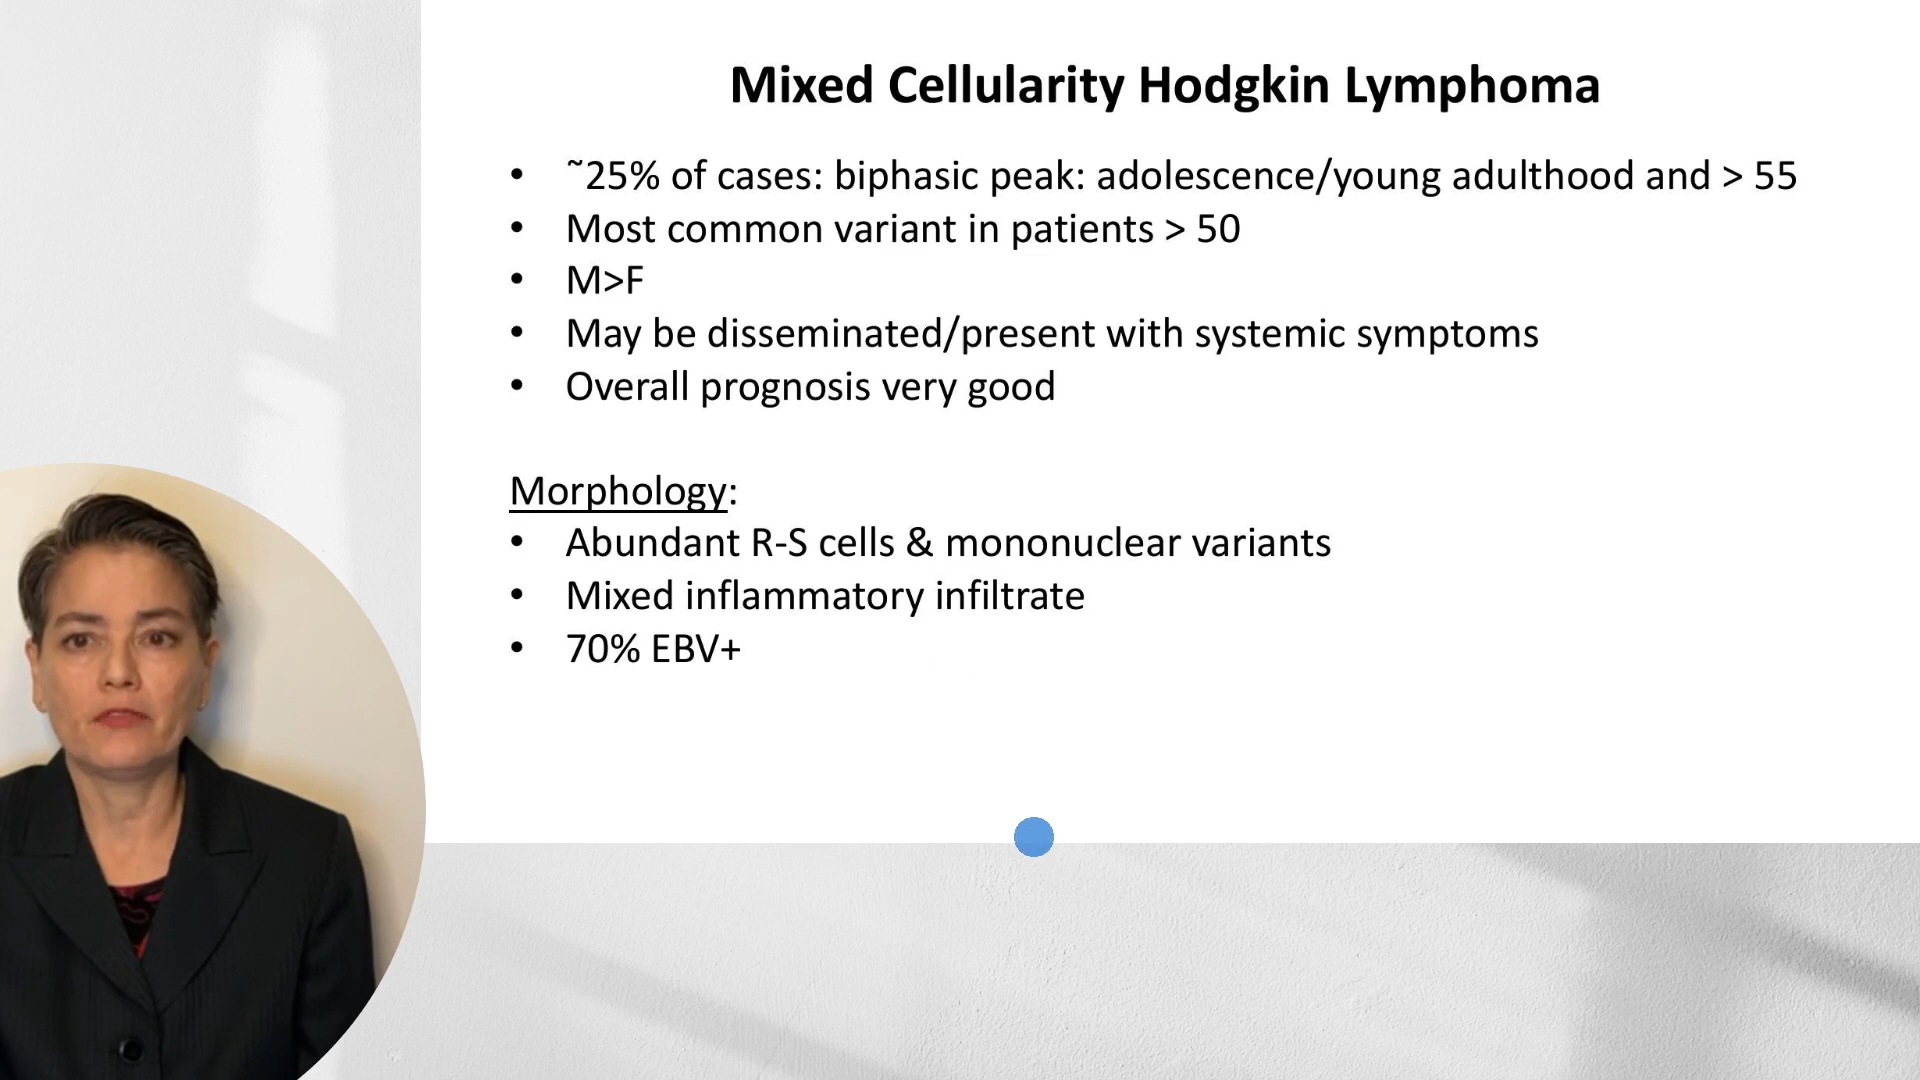 Mixed Cellularity Hodgkin Lymphoma
• ˜25% of cases: biphasic peak: adolescence/young adulthood and > 55
• Most common variant in patients > 50
• M>F
• May be disseminated/present with systemic symptoms
• Overall prognosis very good
Morphology:
• Abundant R-S cells & mononuclear variants
• Mixed inflammatory infiltrate
• 70% EBV+